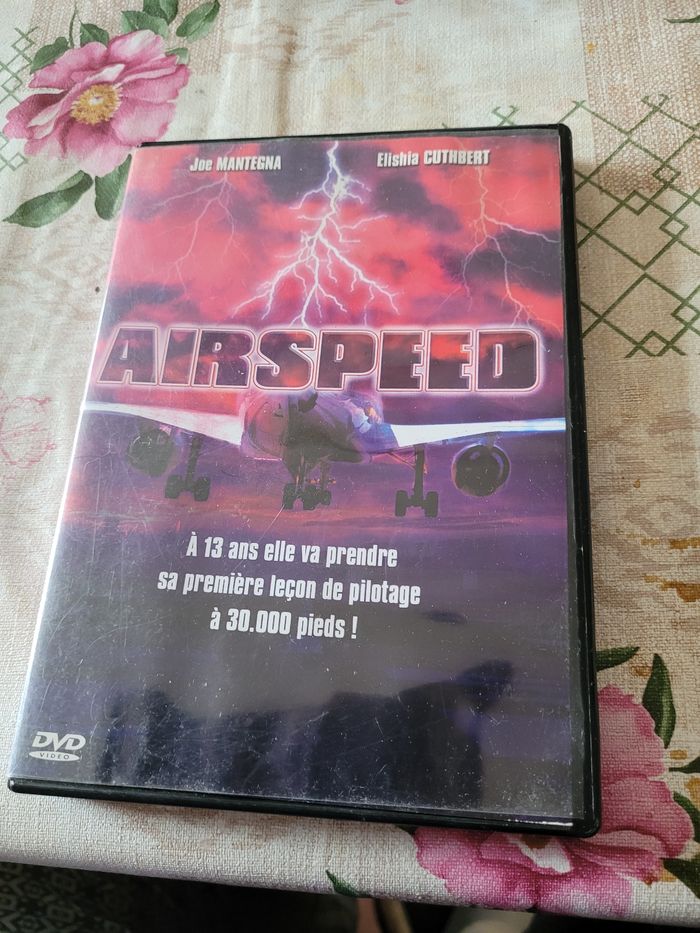 Joe MANTEGNA Elishia CUTHBERT
AIRSPEED
À 13 ans elle va prendre
sa première leçon de pilotage
à 30.000 pieds !
DVD
VIDEO